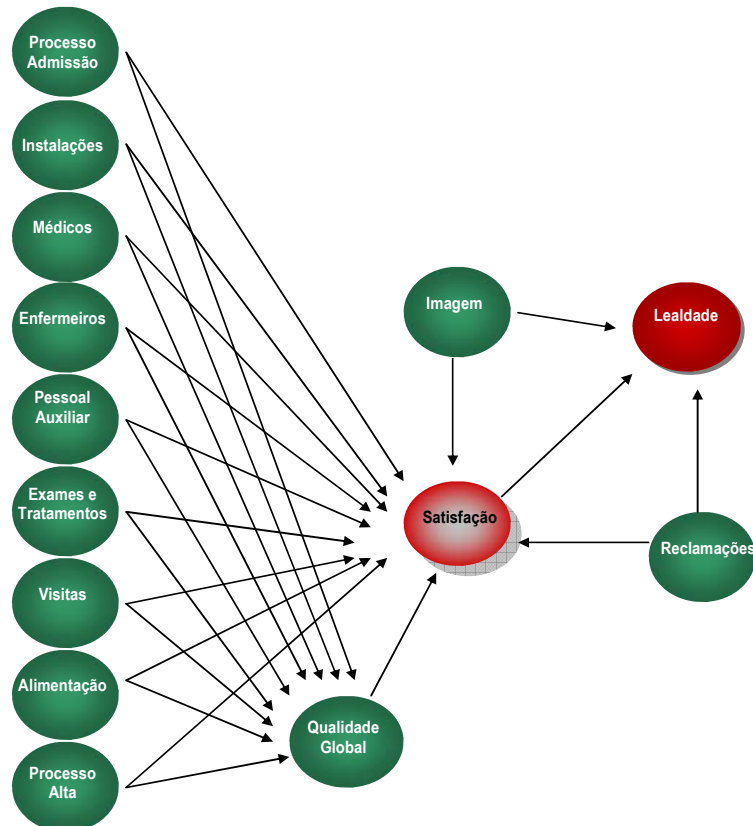 Processo
Admissão
Instalações
Médicos
Enfermeiros
Pessoal
Auxiliar
Exames e
Tratamentos
Visitas
Alimentação
Processo
Alta
Imagem
Lealdade
Satisfação
Reclamações
Qualidade
Global